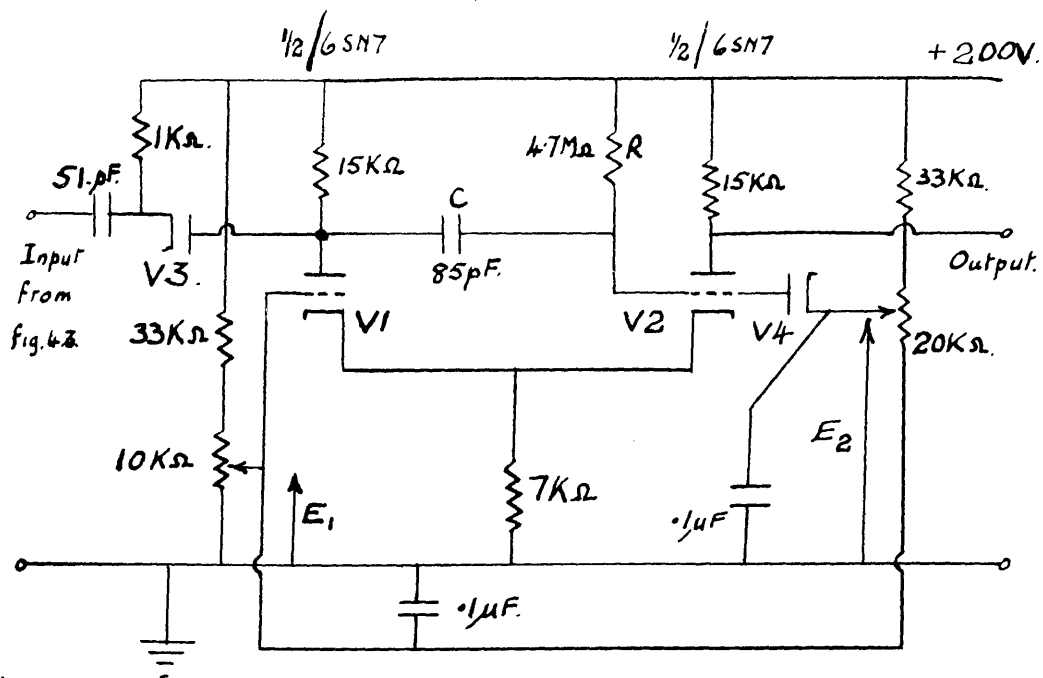 1/2/6SN7
1/2/6SN7
+200V.
1KΩ.
51.pF.
15KΩ
4.7MΩ
R
15KΩ
33KΩ.
C
Input
from
fig.4.3.
V3.
85pF.
Output.
V1
V2
V4
33KΩ
20KΩ.
10KΩ
E1
7KΩ
E2
.1µF.
.1µF.